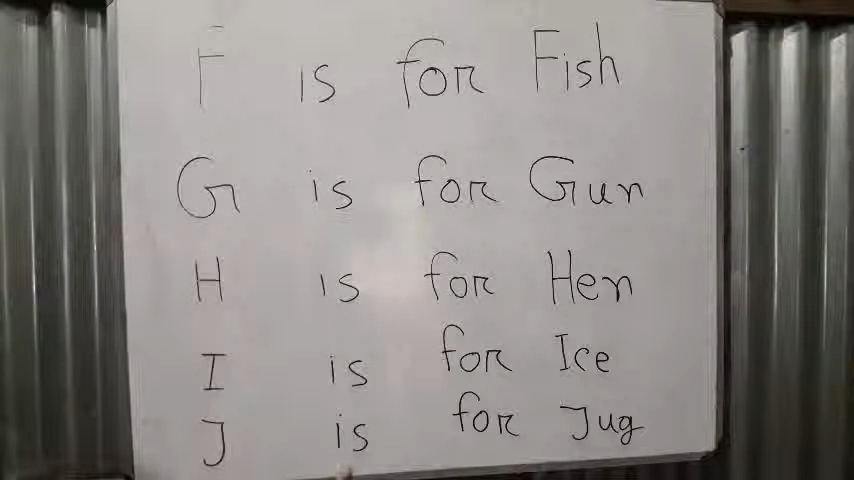 F is for Fish
G is for Gun
H is for Hen
I is for Ice
J is for Jug